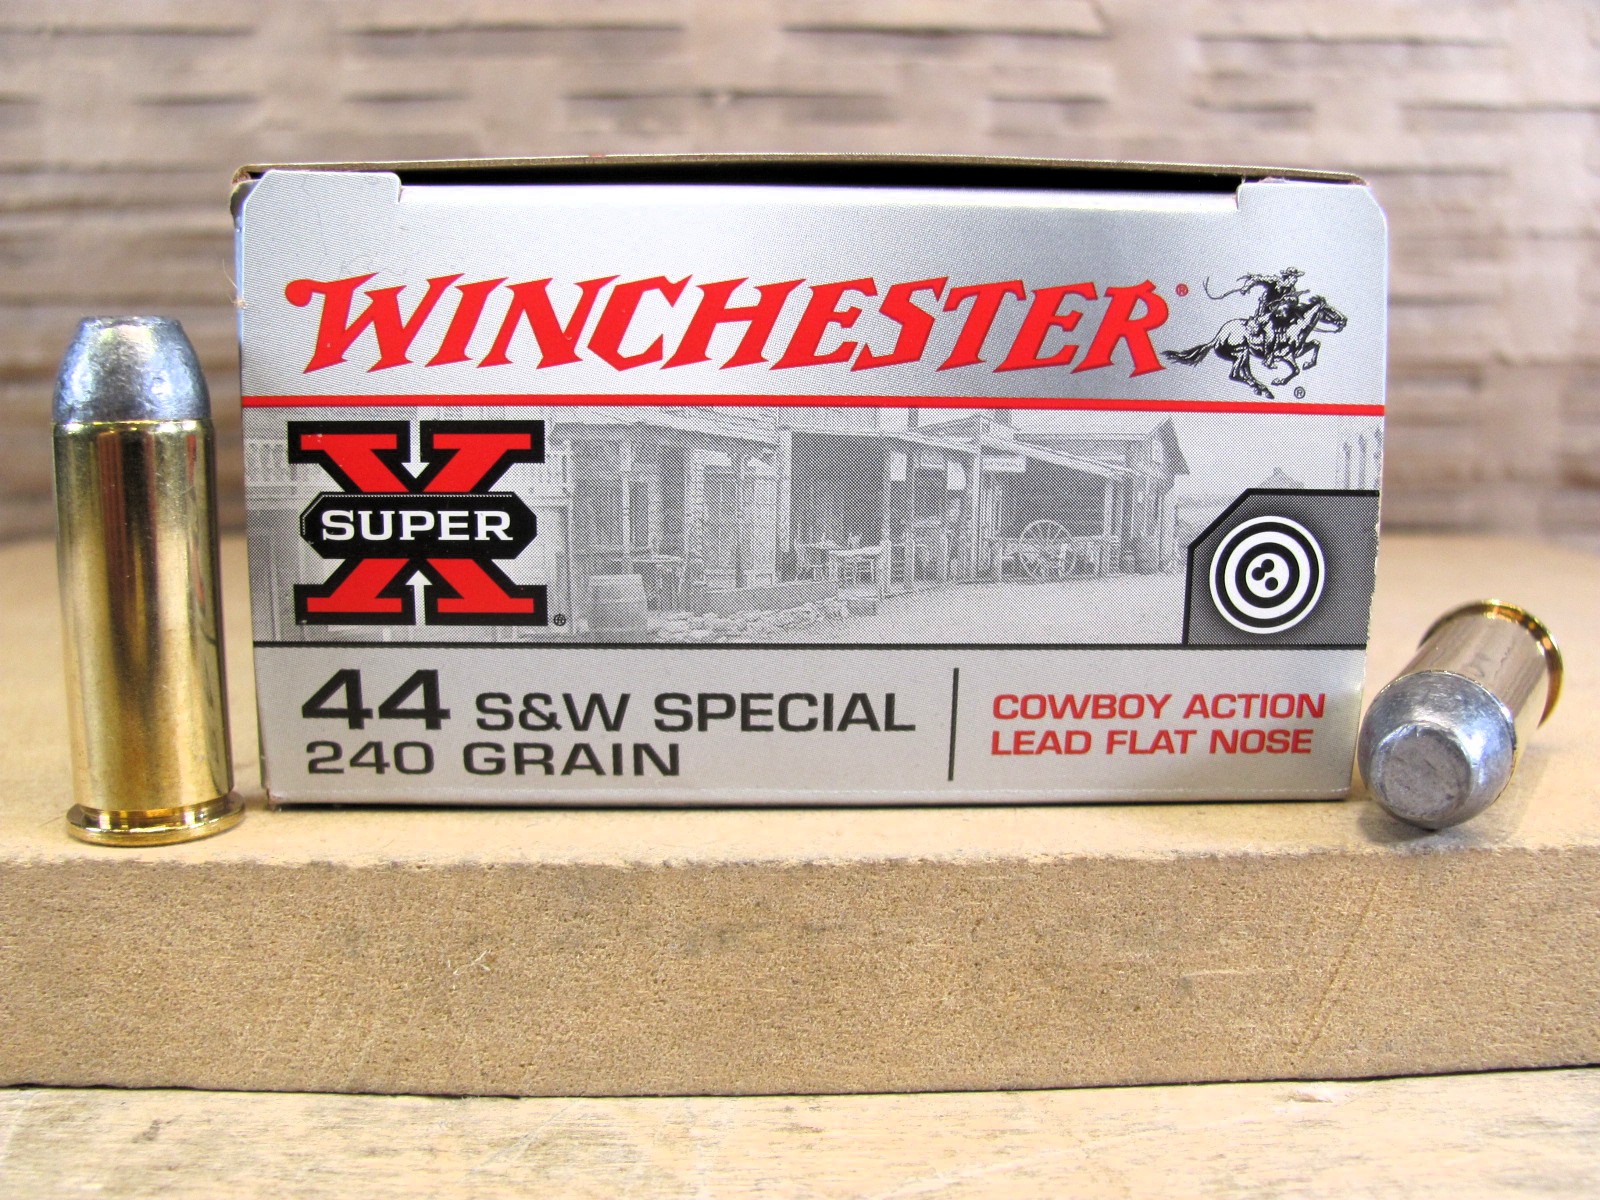 WINCHESTER®
®
SUPER X®
44 S&W SPECIAL
240 GRAIN
COWBOY ACTION
LEAD FLAT NOSE